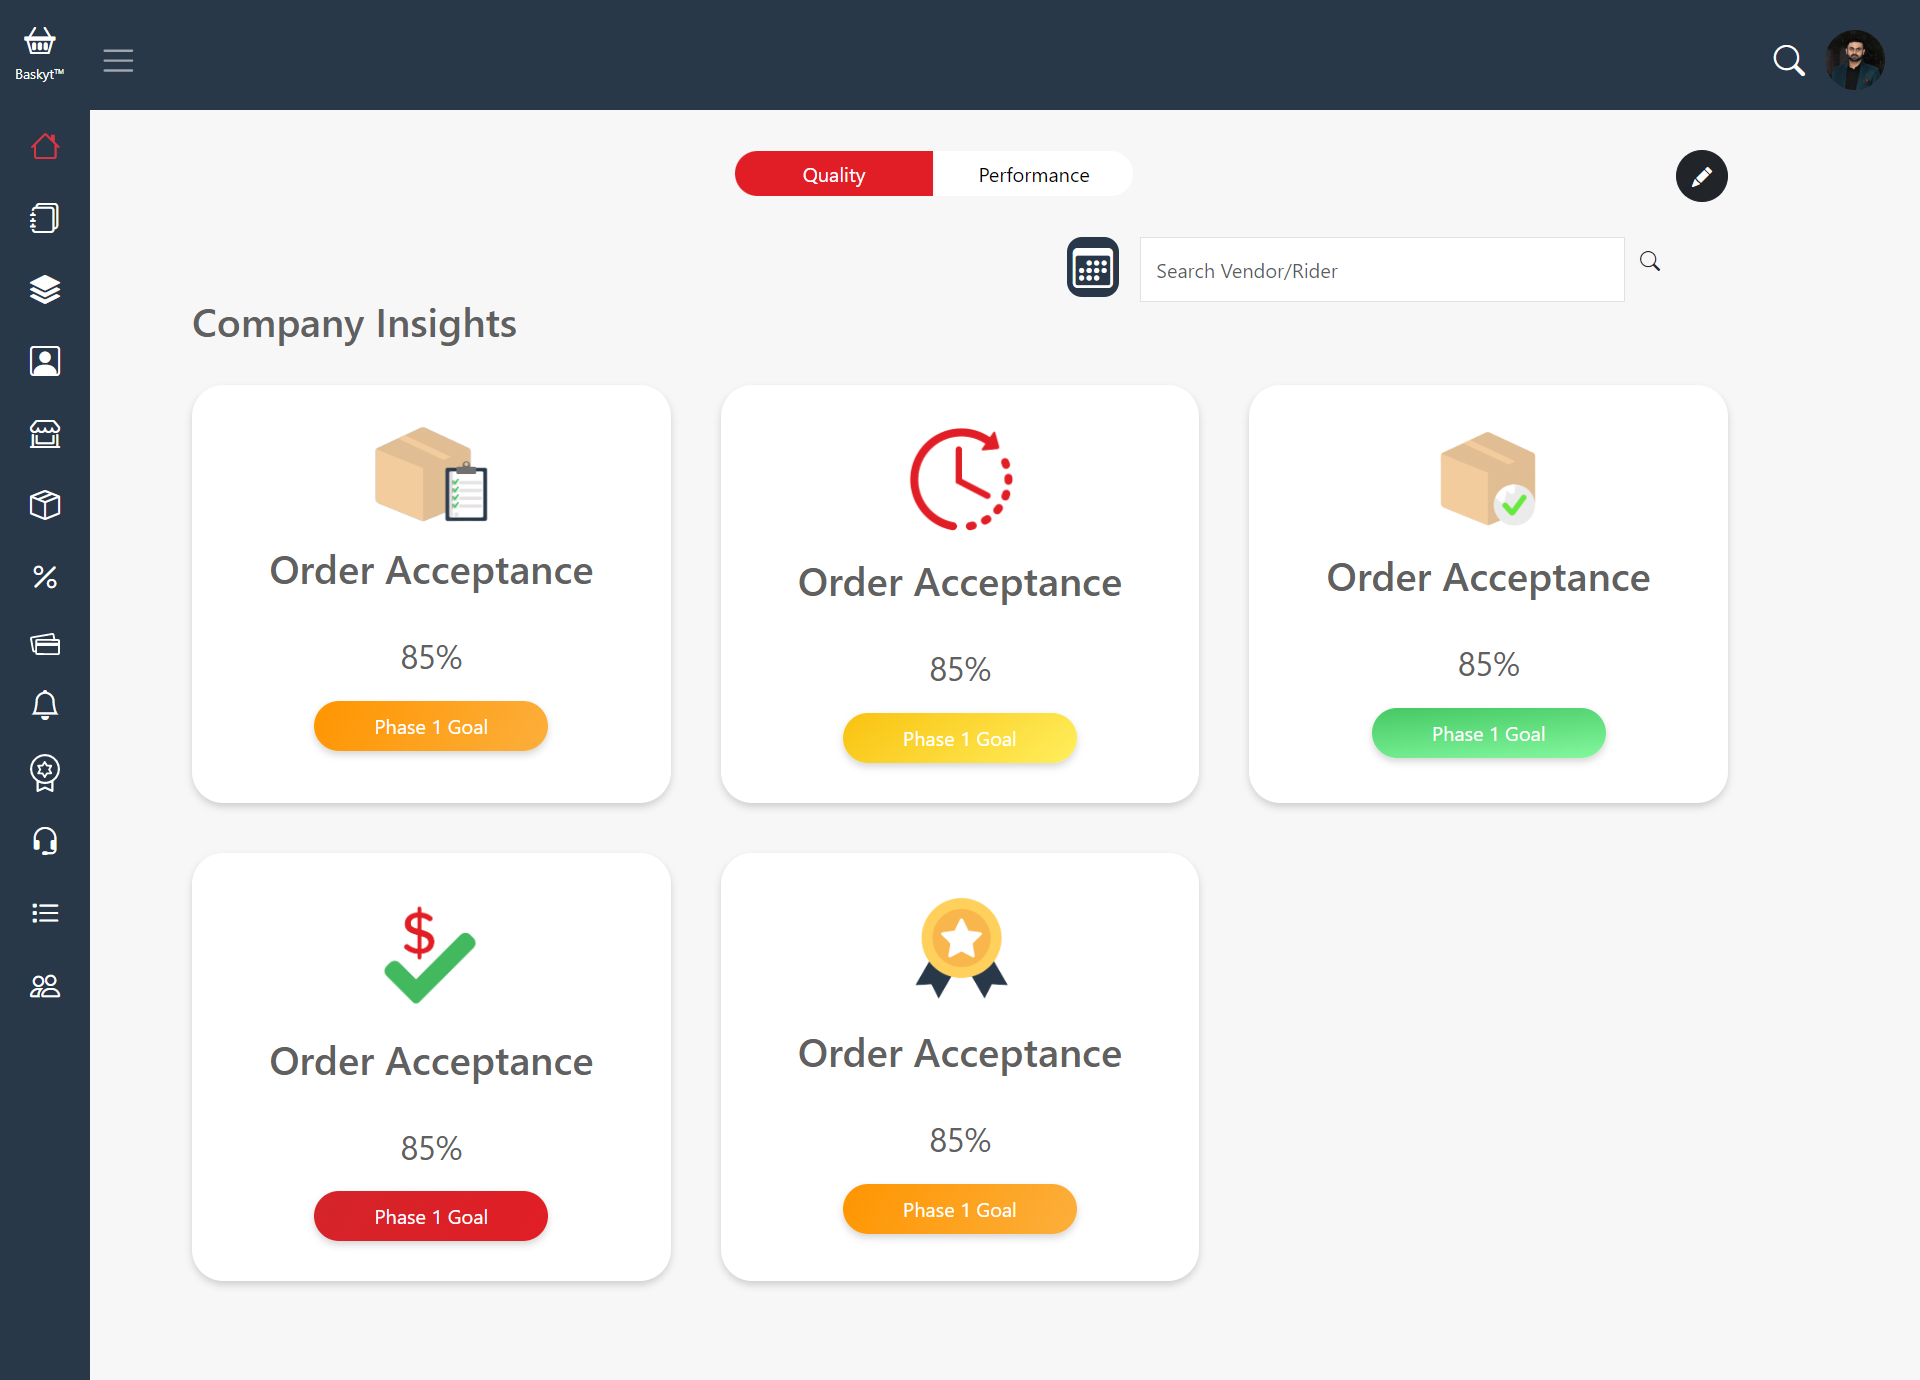 Baskyt™
Quality
Performance
Search Vendor/Rider
Company Insights
Order Acceptance
85%
Phase 1 Goal
Order Acceptance
85%
Phase 1 Goal
Order Acceptance
85%
Phase 1 Goal
Order Acceptance
85%
Phase 1 Goal
Order Acceptance
85%
Phase 1 Goal